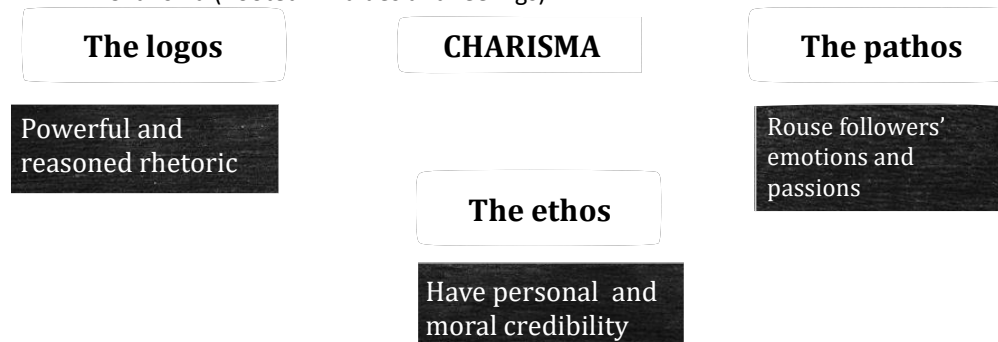 The logos
CHARISMA
The pathos
Powerful and
reasoned rhetoric
Rouse followers'
emotions and
passions
The ethos
Have personal  and
moral credibility